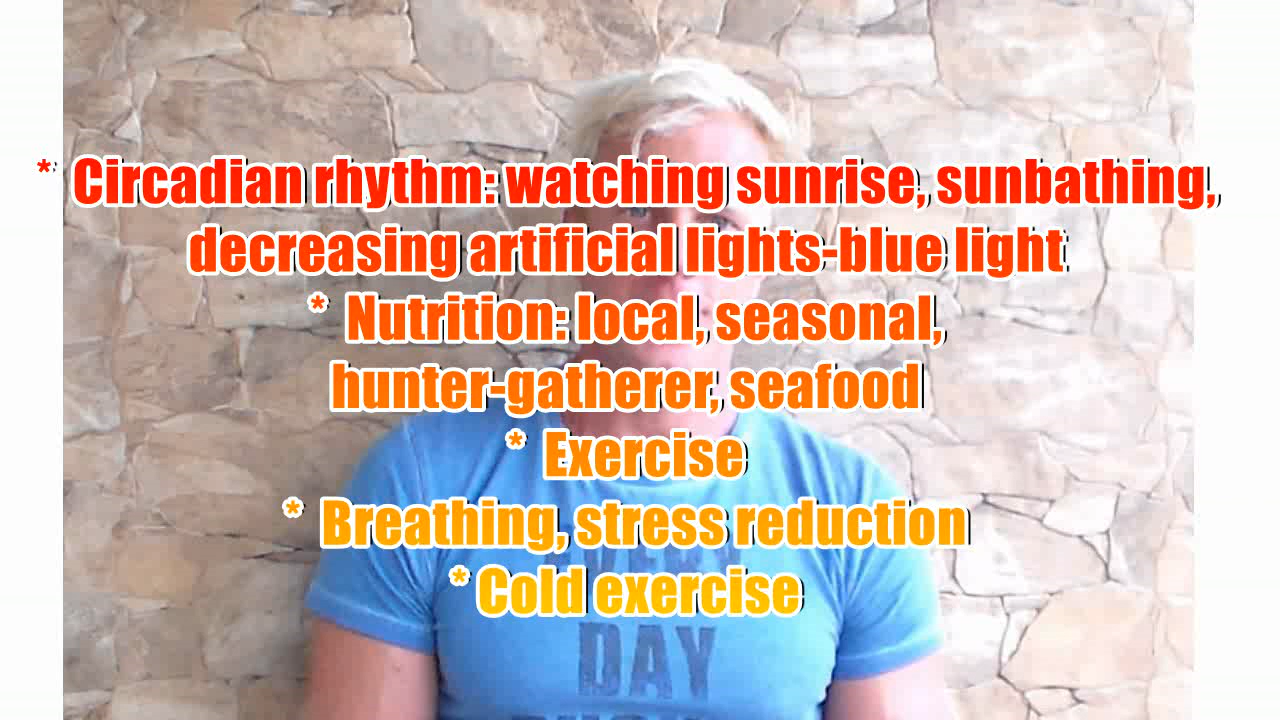 * Circadian rhythm: watching sunrise, sunbathing,
decreasing artificial lights-blue light
* Nutrition: local, seasonal,
hunter-gatherer, seafood
* Exercise
* Breathing, stress reduction
* Cold exercise
DAY